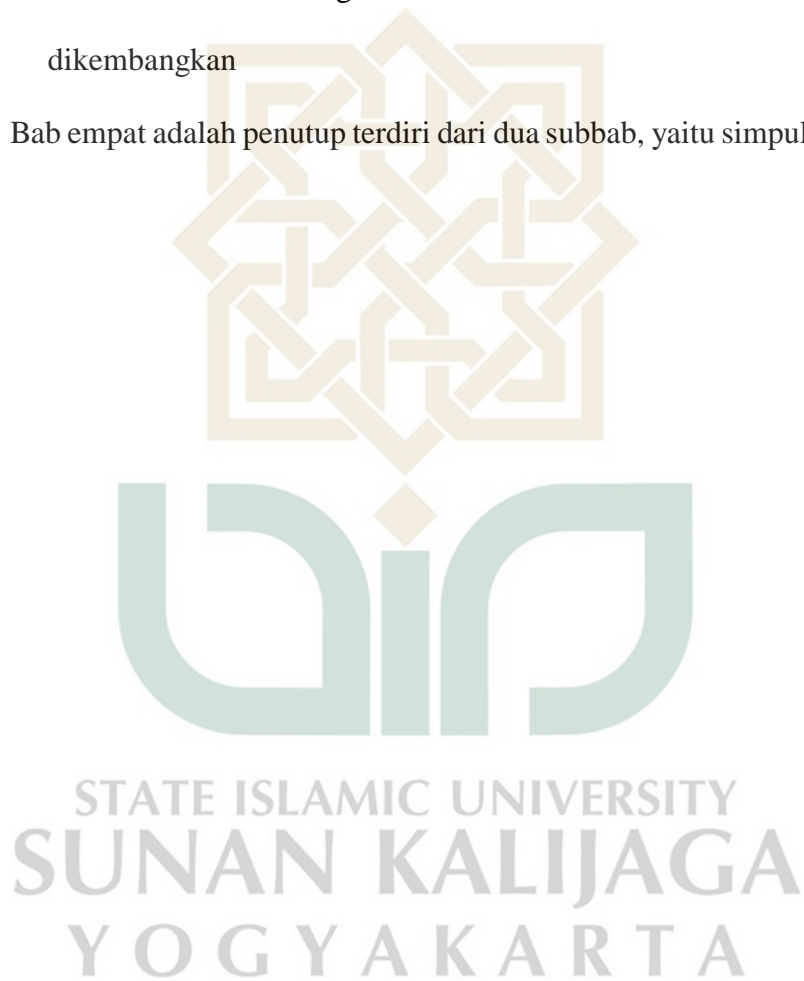 dikembangkan
Bab empat adalah penutup terdiri dari dua subbab, yaitu simpul
STATE ISLAMIC UNIVERSITY
SUNAN KALIJAGA
YOGYAKARTA